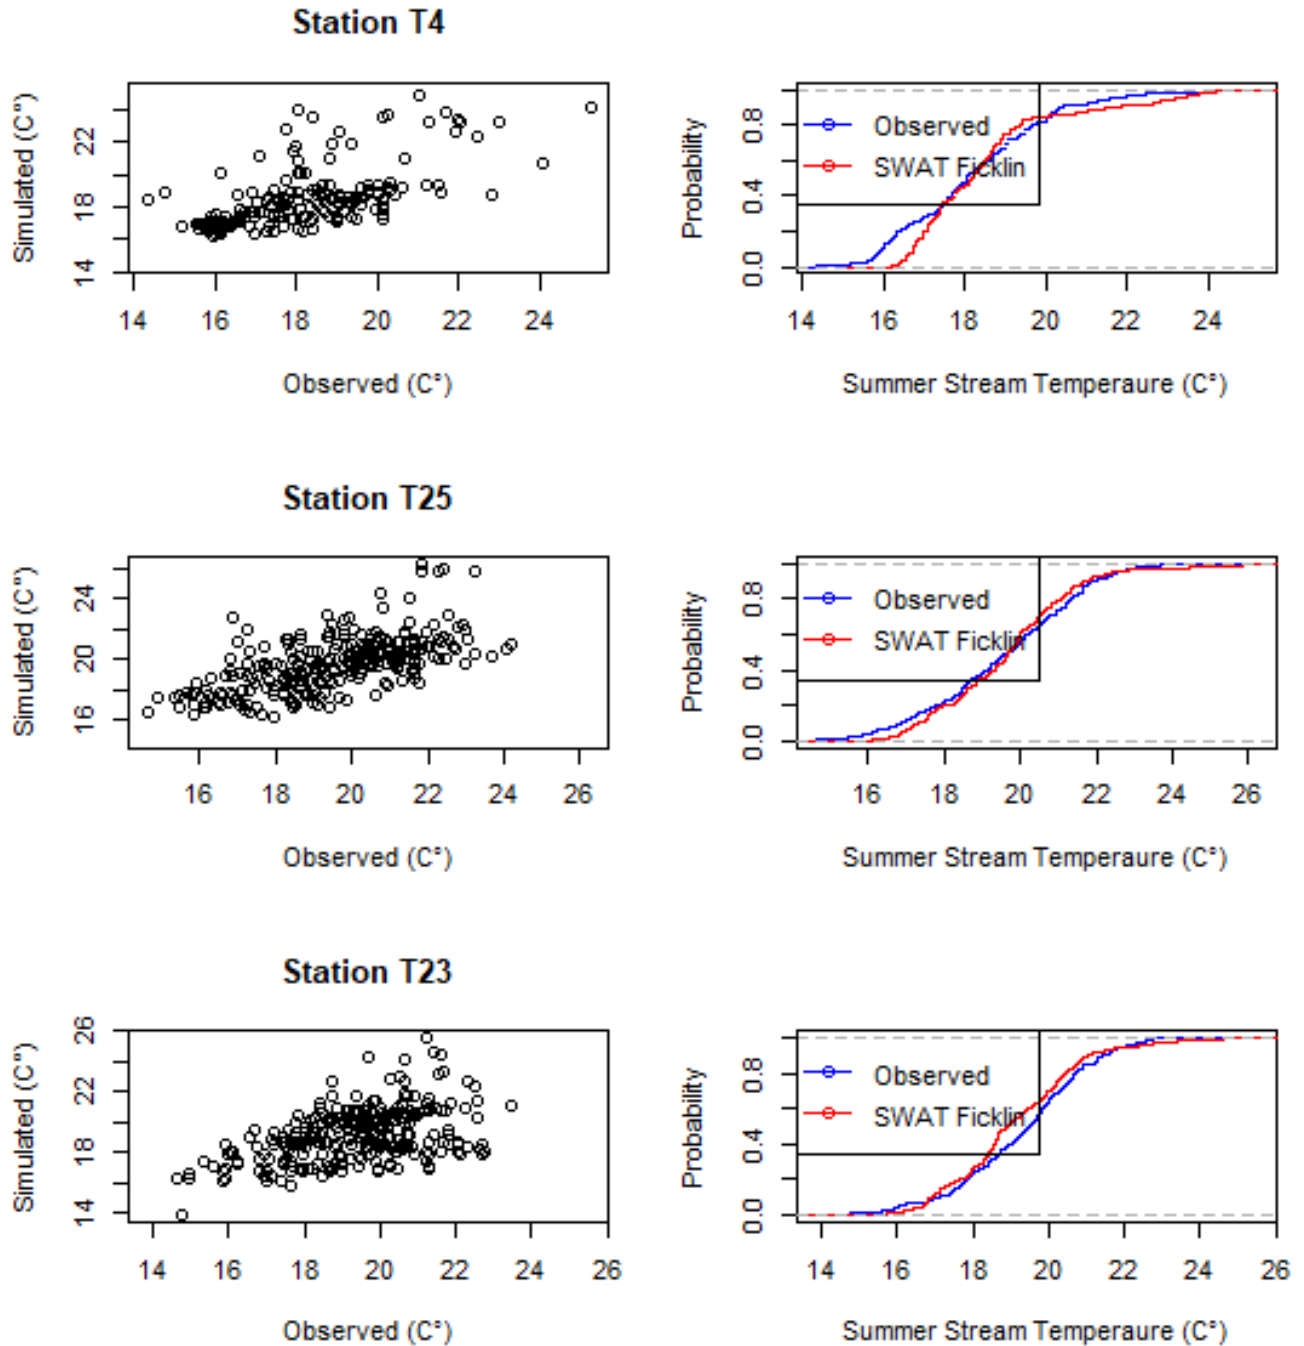 Station T4
Simulated (C°)
14
18
22
14 16 18 20 22 24
Observed (C°)
Probability
0.0
0.4
0.8
Observed
SWAT Ficklin
14 16 18 20 22 24
Summer Stream Temperaure (C°)
Station T25
Simulated (C°)
16
20
24
16 18 20 22 24 26
Observed (C°)
Probability
0.0
0.4
0.8
Observed
SWAT Ficklin
16 18 20 22 24 26
Summer Stream Temperaure (C°)
Station T23
Simulated (C°)
14
18
22
26
14 16 18 20 22 24 26
Observed (C°)
Probability
0.0
0.4
0.8
Observed
SWAT Ficklin
14 16 18 20 22 24 26
Summer Stream Temperaure (C°)